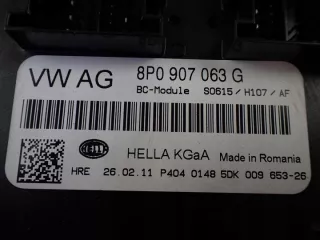 VW AG 8P0 907 063 G
BC-Module S0615/H107/AF
HELLA
HELLA KGaA Made in Romania
HRE 26.02.11 P404 0148 5DK 009 653-26